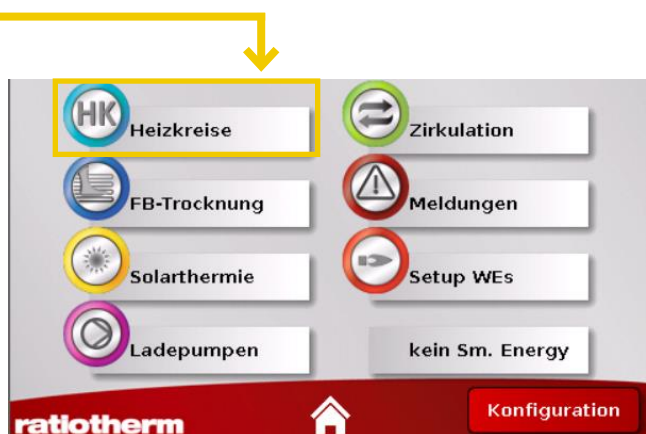 HK
Heizkreise
Zirkulation
FB-Trocknung
Meldungen
Solarthermie
Setup WEs
Ladepumpen
kein Sm. Energy
ratiotherm
Konfiguration